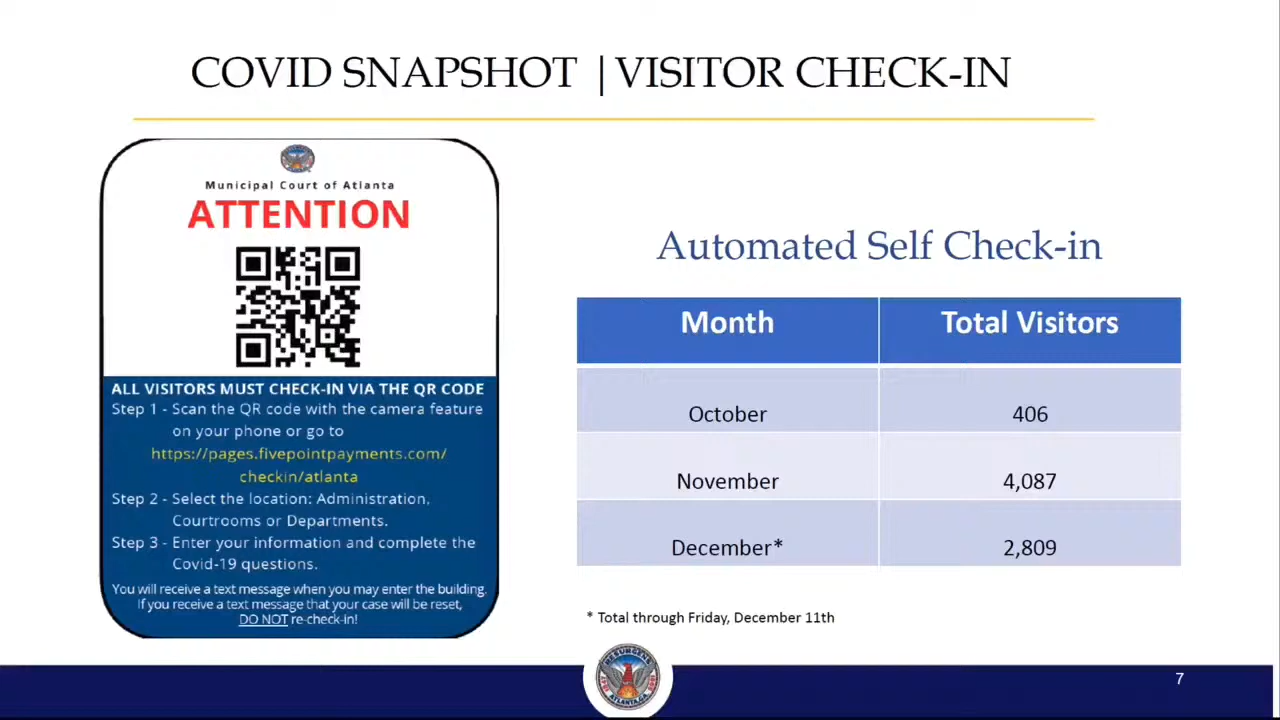 COVID SNAPSHOT | VISITOR CHECK-IN
Municipal Court of Atlanta
ATTENTION
ALL VISITORS MUST CHECK-IN VIA THE QR CODE
Step 1 - Scan the QR code with the camera feature
on your phone or go to
https://pages.fivepointpayments.com/
checkin/atlanta
Step 2 - Select the location: Administration,
Courtrooms or Departments.
Step 3 - Enter your information and complete the
Covid-19 questions.
You will receive a text message when you may enter the building.
If you receive a text message that your case will be reset,
DO NOT re-check-in!
Automated Self Check-in
Month Total Visitors
October 406
November 4,087
December* 2,809
* Total through Friday, December 11th
RESURGENS
ATLANTA, GA.
7